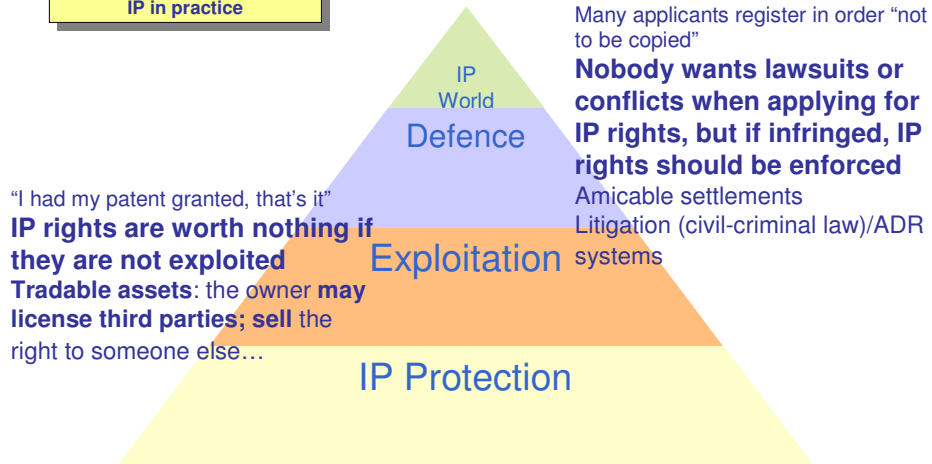 IP in practice
Many applicants register in order “not
to be copied”
Nobody wants lawsuits or
conflicts when applying for
IP rights, but if infringed, IP
rights should be enforced
Amicable settlements
Litigation (civil-criminal law)/ADR
systems
IP
World
Defence
“I had my patent granted, that’s it”
IP rights are worth nothing if
they are not exploited
Tradable assets: the owner may
license third parties; sell the
right to someone else…
Exploitation
IP Protection